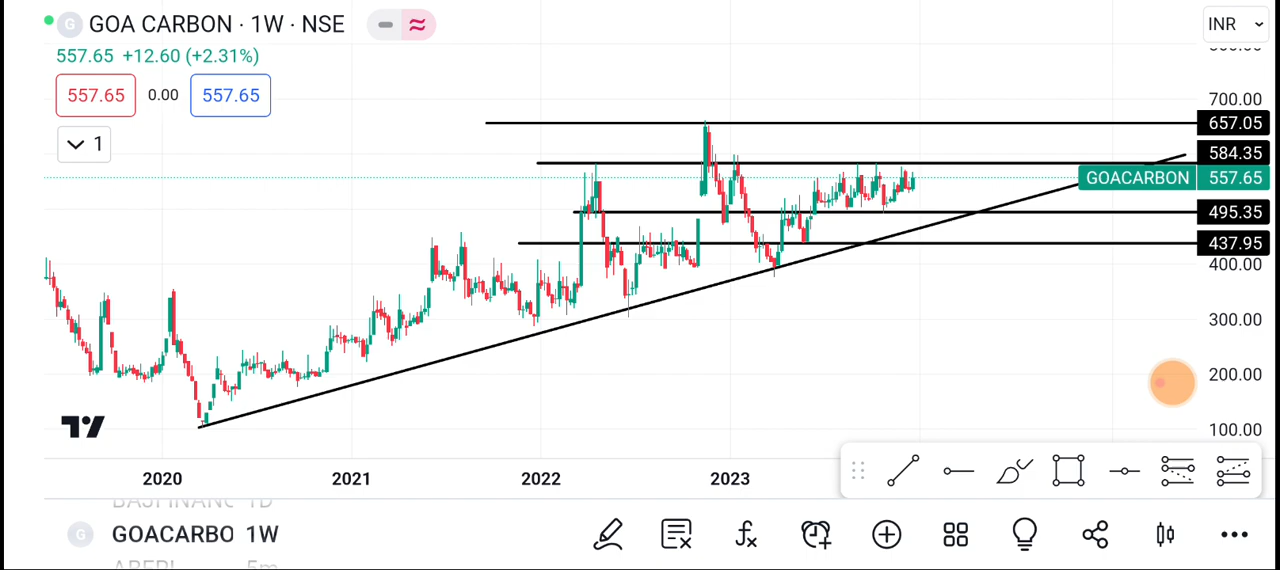 G GOA CARBON · 1W · NSE
INR
557.65 +12.60 (+2.31%)
557.65 0.00 557.65
1
700.00
657.05
584.35
GOACARBON 557.65
495.35
437.95
400.00
300.00
200.00
100.00
2020 2021 2022 2023
G GOACARBO 1W